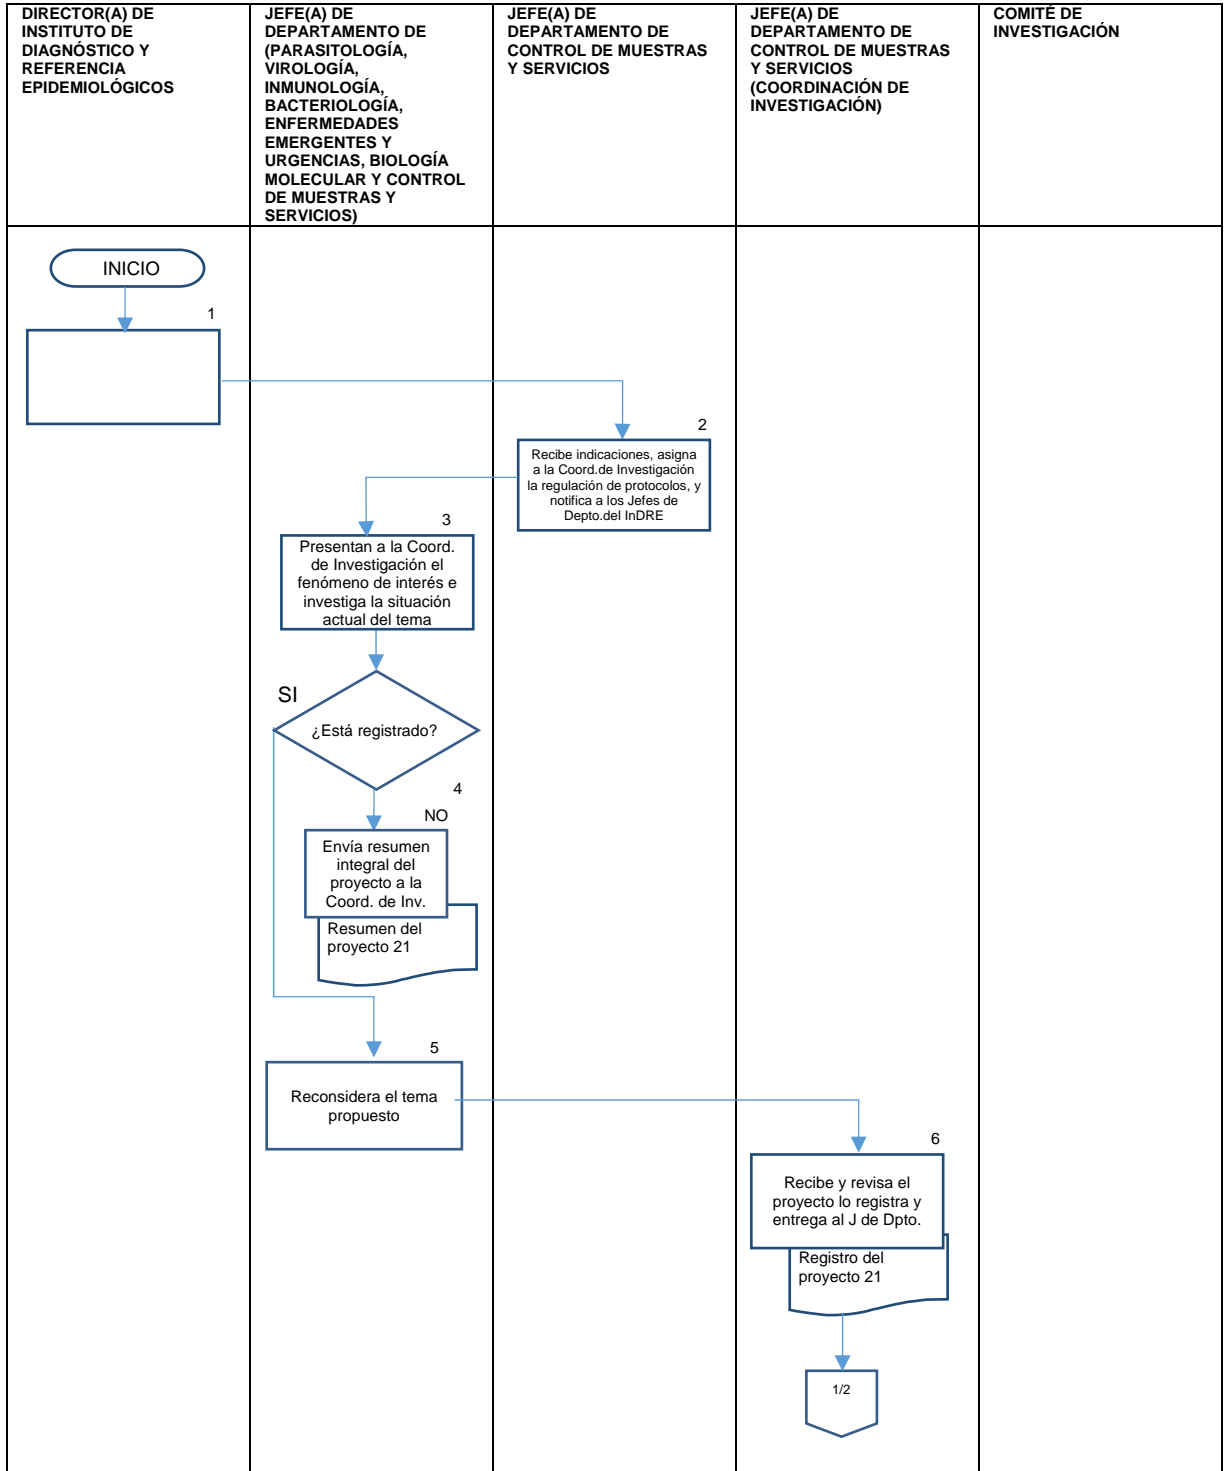 DIRECTOR(A) DE
INSTITUTO DE
DIAGNÓSTICO Y
REFERENCIA
EPIDEMIOLÓGICOS
JEFE(A) DE
DEPARTAMENTO DE
(PARASITOLOGÍA,
VIROLOGÍA,
INMUNOLOGÍA,
BACTERIOLOGÍA,
ENFERMEDADES
EMERGENTES Y
URGENCIAS, BIOLOGÍA
MOLECULAR Y CONTROL
DE MUESTRAS Y
SERVICIOS)
JEFE(A) DE
DEPARTAMENTO DE
CONTROL DE MUESTRAS
Y SERVICIOS
JEFE(A) DE
DEPARTAMENTO DE
CONTROL DE MUESTRAS
Y SERVICIOS
(COORDINACIÓN DE
INVESTIGACIÓN)
COMITÉ DE
INVESTIGACIÓN
INICIO
1
2
Recibe indicaciones, asigna
a la Coord.de Investigación
la regulación de protocolos, y
notifica a los Jefes de
Depto.del InDRE
3
Presentan a la Coord.
de Investigación el
fenómeno de interés e
investiga la situación
actual del tema
SI
¿Está registrado?
4
NO
Envía resumen
integral del
proyecto a la
Coord. de Inv.
Resumen del
proyecto 21
5
Reconsidera el tema
propuesto
6
Recibe y revisa el
proyecto lo registra y
entrega al J de Dpto.
Registro del
proyecto 21
1/2